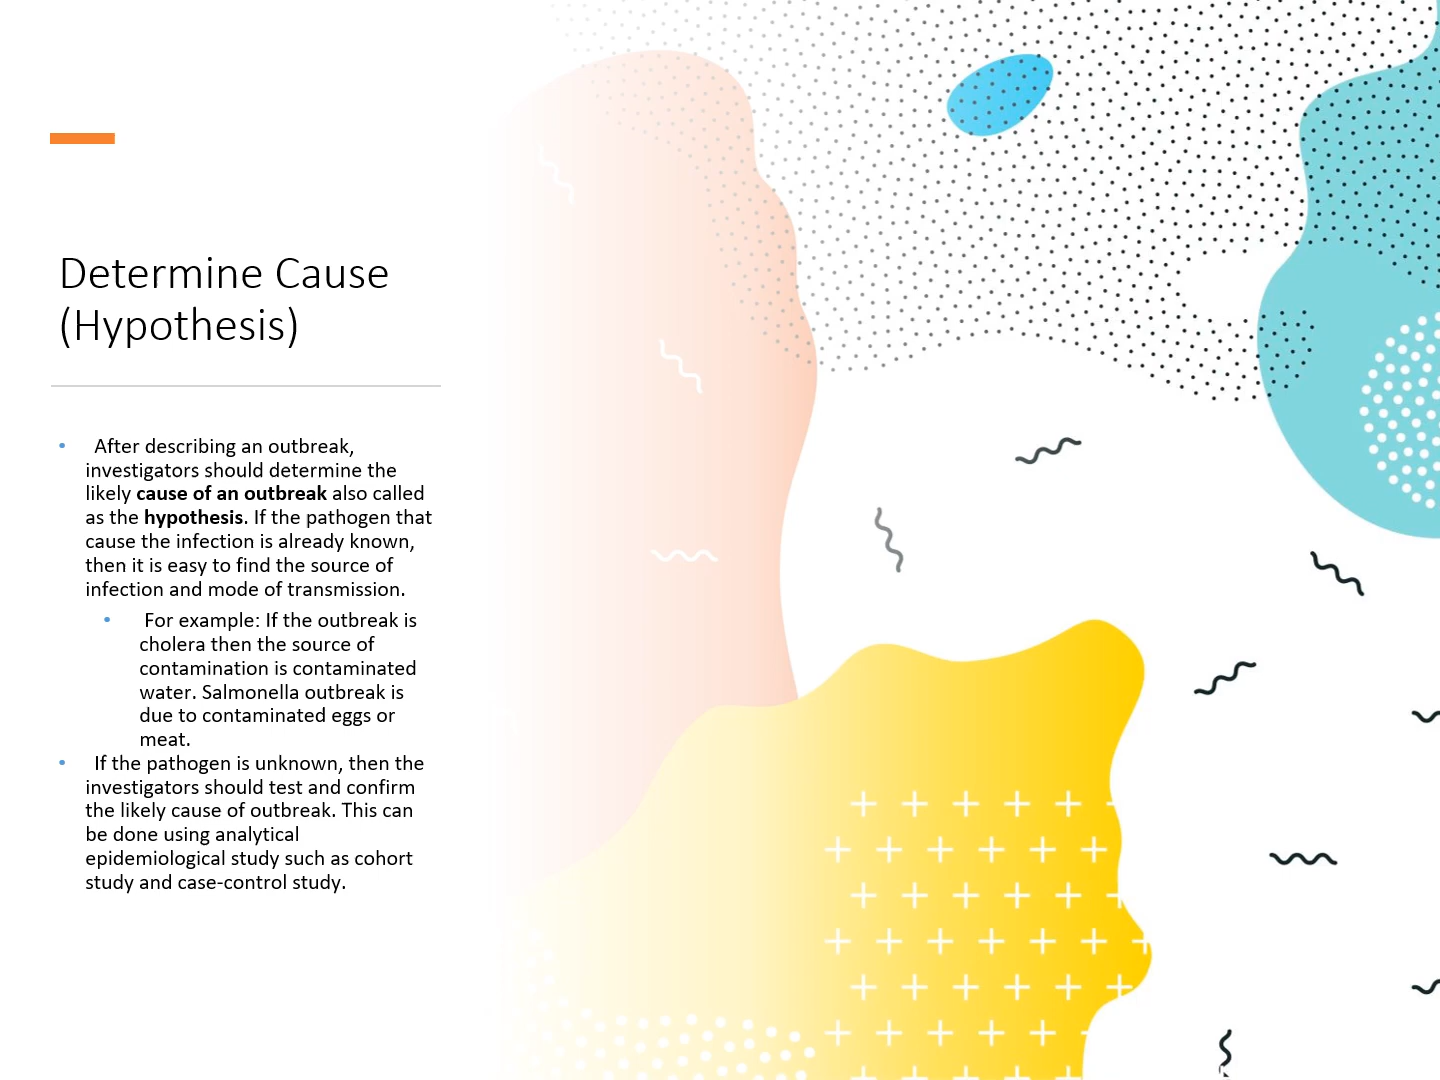 Determine Cause
(Hypothesis)
• After describing an outbreak,
investigators should determine the
likely cause of an outbreak also called
as the hypothesis. If the pathogen that
cause the infection is already known,
then it is easy to find the source of
infection and mode of transmission.
• For example: If the outbreak is
cholera then the source of
contamination is contaminated
water. Salmonella outbreak is
due to contaminated eggs or
meat.
• If the pathogen is unknown, then the
investigators should test and confirm
the likely cause of outbreak. This can
be done using analytical
epidemiological study such as cohort
study and case-control study.